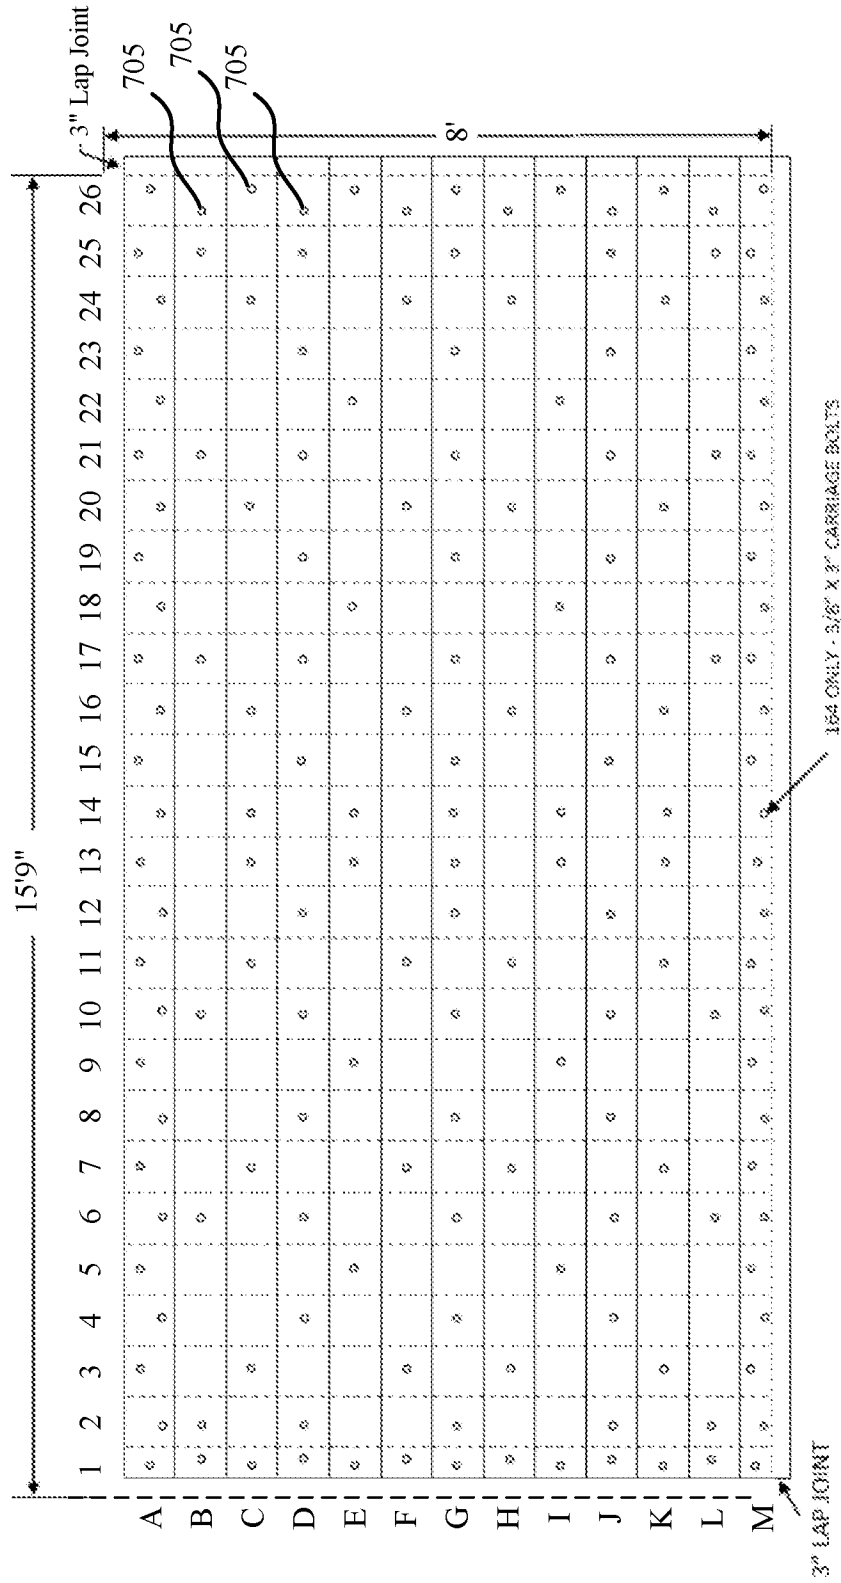 15'9"
3" Lap Joint
705
705
705
8'
1 2 3 4 5 6 7 8 9 10 11 12 13 14 15 16 17 18 19 20 21 22 23 24 25 26
A
B
C
D
E
F
G
H
I
J
K
L
M
3" LAP JOINT
164 ONLY - 3/8" X 3" CARRIAGE BOLTS